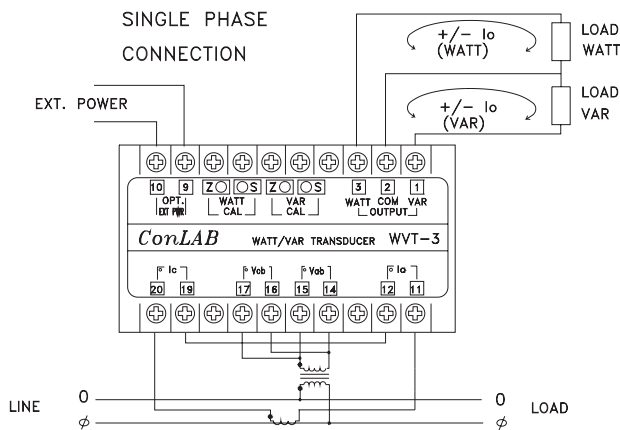 SINGLE PHASE
CONNECTION
+/- Io
(WATT)
LOAD
WATT
EXT. POWER
+/- Io
(VAR)
LOAD
VAR
10 9 Z S Z S 3 2 1
OPT. WATT VAR WATT COM VAR
EXT PWR CAL CAL OUTPUT
ConLAB WATT/VAR TRANSDUCER WVT-3
Ic Vcb Vab Ia
20 19 17 16 15 14 12 11
LINE O O LOAD
φ φ